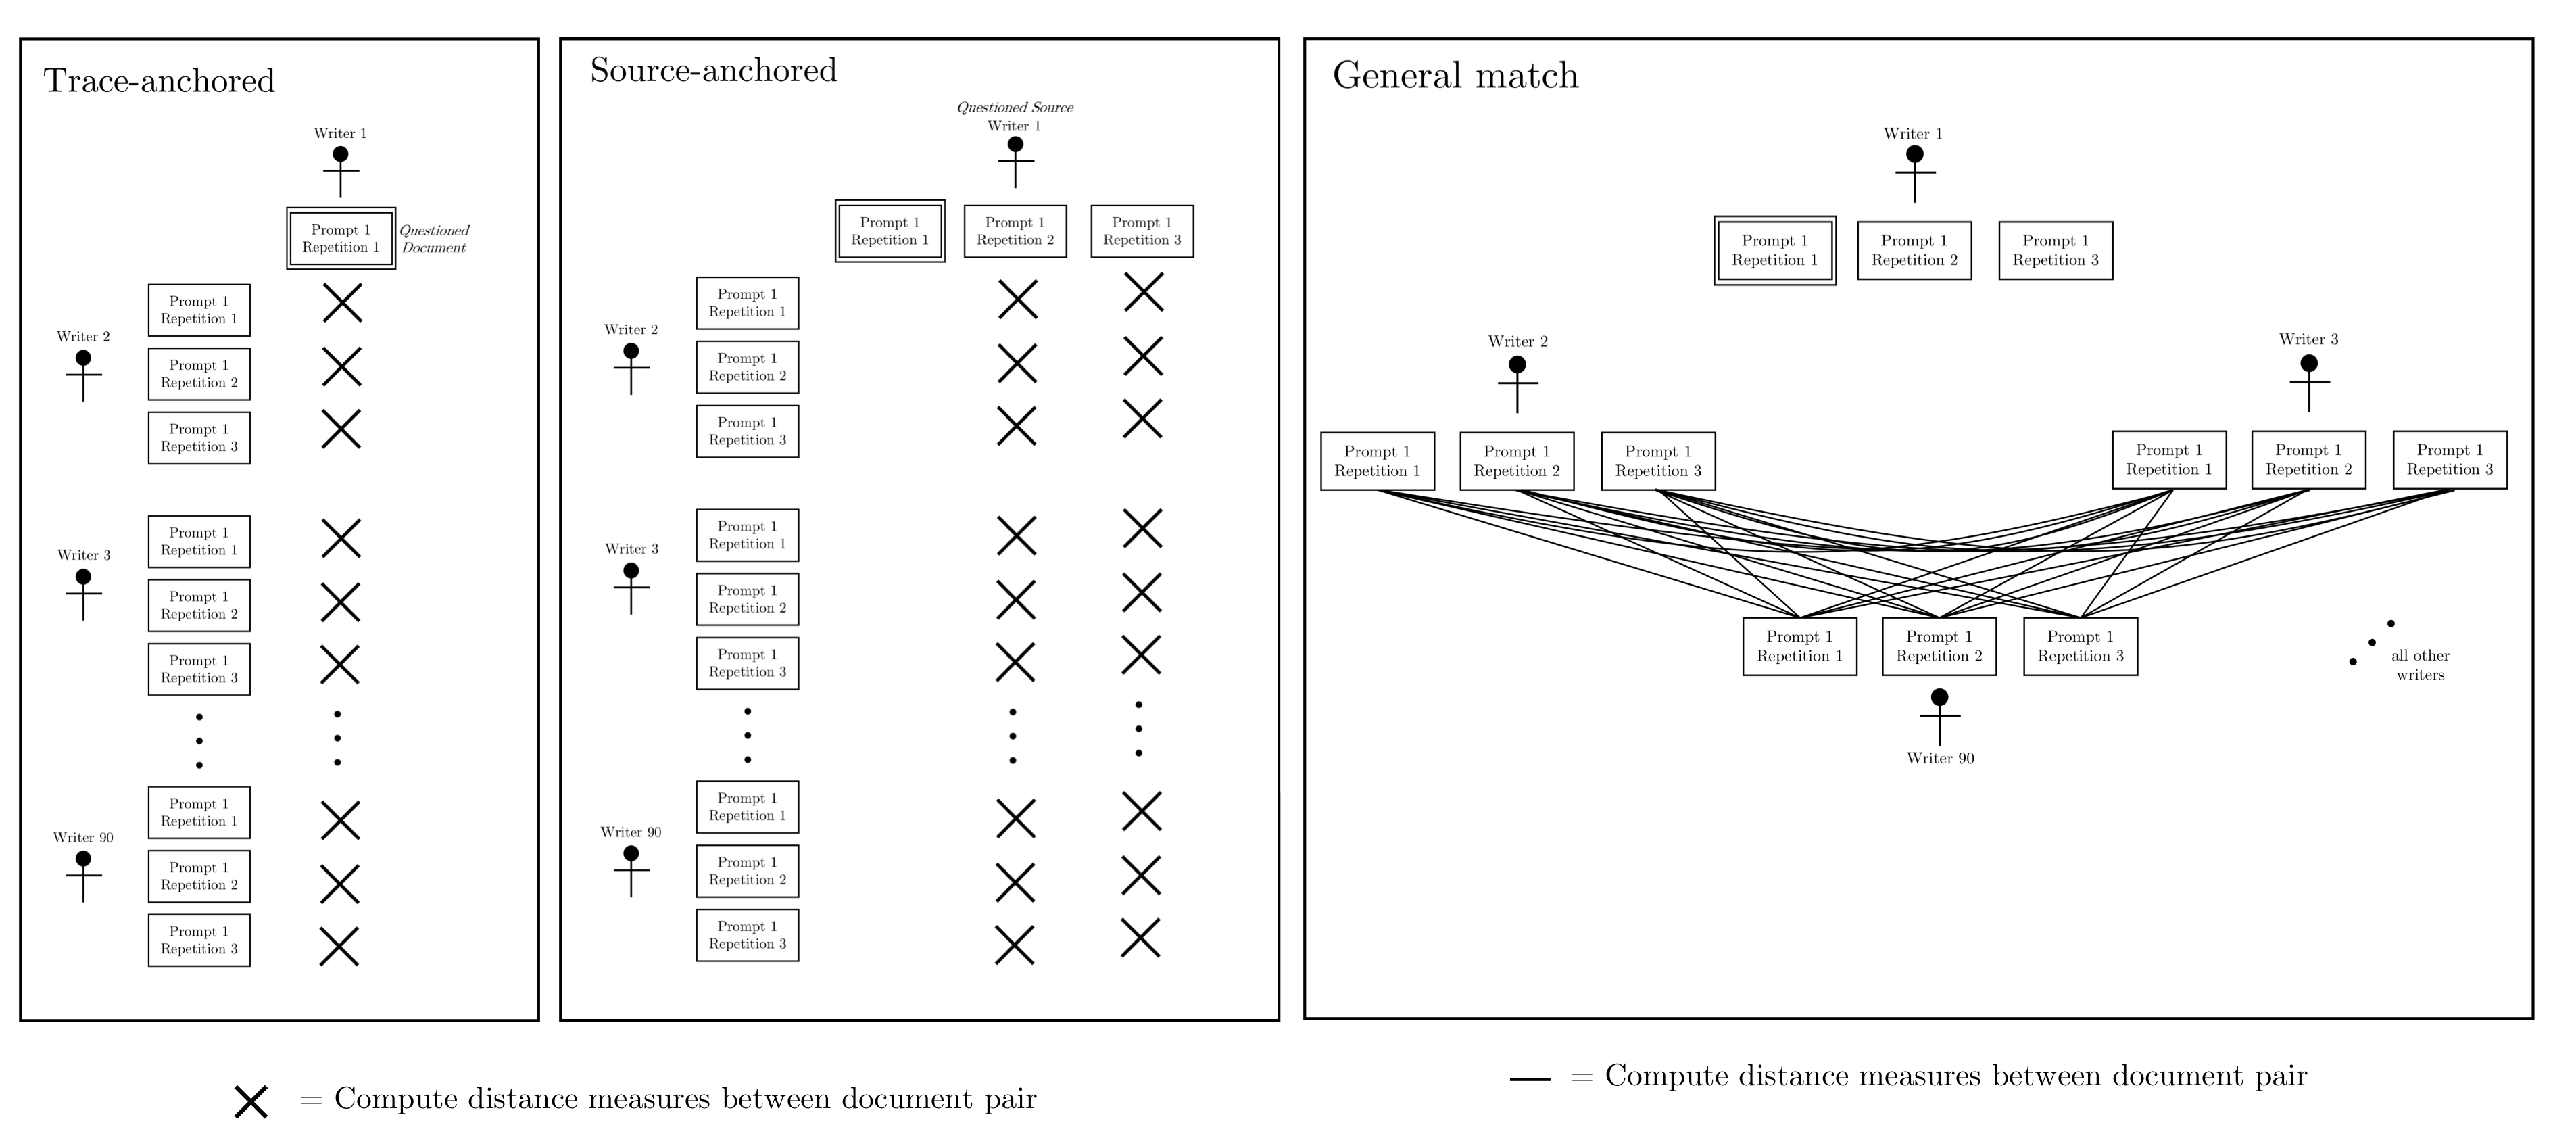 Trace-anchored
Writer 1
Prompt 1
Repetition 1
Questioned
Document
Writer 2
Prompt 1
Repetition 1
Prompt 1
Repetition 2
Prompt 1
Repetition 3
Writer 3
Prompt 1
Repetition 1
Prompt 1
Repetition 2
Prompt 1
Repetition 3
Writer 90
Prompt 1
Repetition 1
Prompt 1
Repetition 2
Prompt 1
Repetition 3
Source-anchored
Questioned Source
Writer 1
Prompt 1
Repetition 1
Prompt 1
Repetition 2
Prompt 1
Repetition 3
Writer 2
Prompt 1
Repetition 1
Prompt 1
Repetition 2
Prompt 1
Repetition 3
Writer 3
Prompt 1
Repetition 1
Prompt 1
Repetition 2
Prompt 1
Repetition 3
Writer 90
Prompt 1
Repetition 1
Prompt 1
Repetition 2
Prompt 1
Repetition 3
General match
Writer 1
Prompt 1
Repetition 1
Prompt 1
Repetition 2
Prompt 1
Repetition 3
Writer 2
Prompt 1
Repetition 1
Prompt 1
Repetition 2
Prompt 1
Repetition 3
Writer 3
Prompt 1
Repetition 1
Prompt 1
Repetition 2
Prompt 1
Repetition 3
Prompt 1
Repetition 1
Prompt 1
Repetition 2
Prompt 1
Repetition 3
Writer 90
all other
writers
= Compute distance measures between document pair
= Compute distance measures between document pair